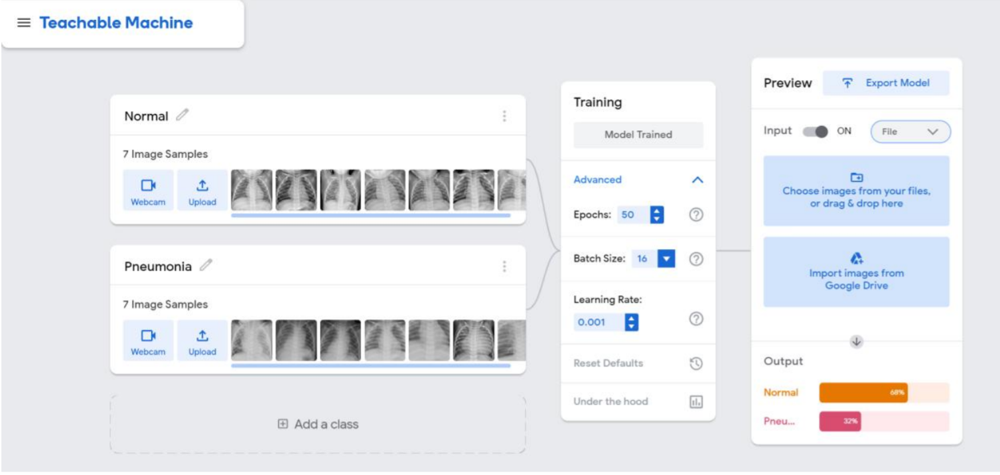 Teachable Machine
Normal
7 Image Samples
Webcam
Upload
Pneumonia
7 Image Samples
Webcam
Upload
Add a class
Training
Model Trained
Advanced
Epochs: 50
Batch Size: 16
Learning Rate:
0.001
Reset Defaults
Under the hood
Preview
Export Model
Input ON File
Choose images from your files,
or drag & drop here
Import images from
Google Drive
Output
Normal 68%
Pneu... 32%